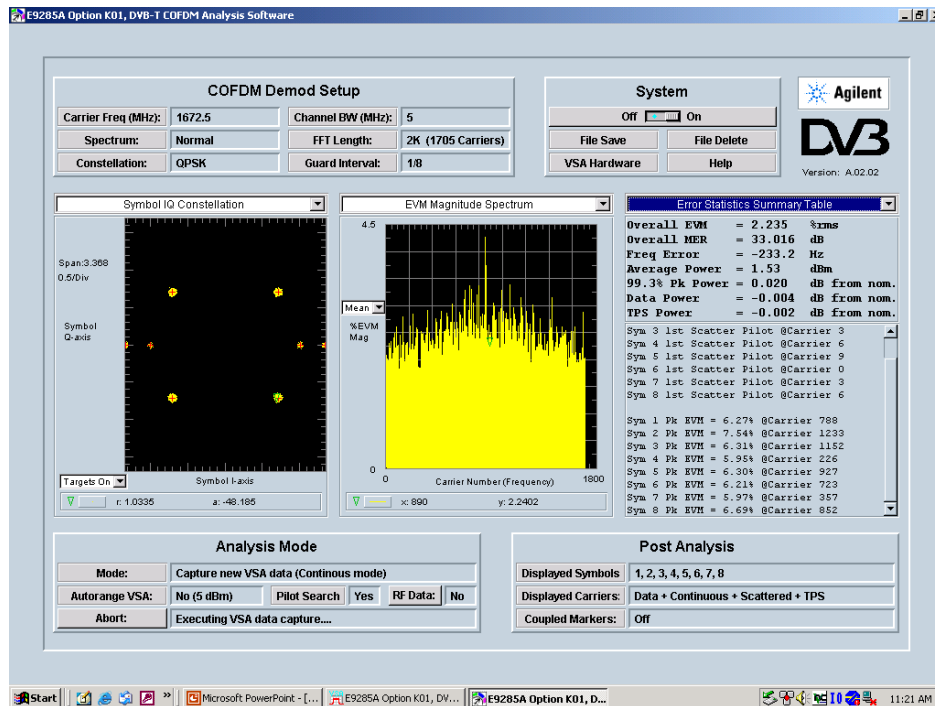 E9285A Option K01, DVB-T COFDM Analysis Software
COFDM Demod Setup
Carrier Freq (MHz): 1672.5 Channel BW (MHz): 5
Spectrum: Normal FFT Length: 2K (1705 Carriers)
Constellation: QPSK Guard Interval: 1/8
System
Off On
File Save File Delete
VSA Hardware Help
Agilent
DVB
Version: A.02.02
Symbol IQ Constellation
Span:3.368
0.5/Div
Symbol
Q-axis
Targets On Symbol I-axis
r: 1.0335 a: -48.185
EVM Magnitude Spectrum
4.5
Mean
%EVM
Mag
0
0 Carrier Number (Frequency) 1800
x: 890 y: 2.2402
Error Statistics Summary Table
Overall EVM = 2.235 %rms
Overall MER = 33.016 dB
Freq Error = -233.2 Hz
Average Power = 1.53 dBm
99.3% Pk Power = 0.020 dB from nom.
Data Power = -0.004 dB from nom.
TPS Power = -0.002 dB from nom.
Sym 3 1st Scatter Pilot @Carrier 3
Sym 4 1st Scatter Pilot @Carrier 6
Sym 5 1st Scatter Pilot @Carrier 9
Sym 6 1st Scatter Pilot @Carrier 0
Sym 7 1st Scatter Pilot @Carrier 3
Sym 8 1st Scatter Pilot @Carrier 6
Sym 1 Pk EVM = 6.27% @Carrier 788
Sym 2 Pk EVM = 7.54% @Carrier 1233
Sym 3 Pk EVM = 6.31% @Carrier 1152
Sym 4 Pk EVM = 5.95% @Carrier 226
Sym 5 Pk EVM = 6.30% @Carrier 927
Sym 6 Pk EVM = 6.21% @Carrier 723
Sym 7 Pk EVM = 5.97% @Carrier 357
Sym 8 Pk EVM = 6.69% @Carrier 852
Analysis Mode
Mode: Capture new VSA data (Continous mode)
Autorange VSA: No (5 dBm) Pilot Search Yes RF Data: No
Abort: Executing VSA data capture....
Post Analysis
Displayed Symbols 1, 2, 3, 4, 5, 6, 7, 8
Displayed Carriers: Data + Continuous + Scattered + TPS
Coupled Markers: Off
Start Microsoft PowerPoint - [... E9285A Option K01, DV... E9285A Option K01, D... 11:21 AM